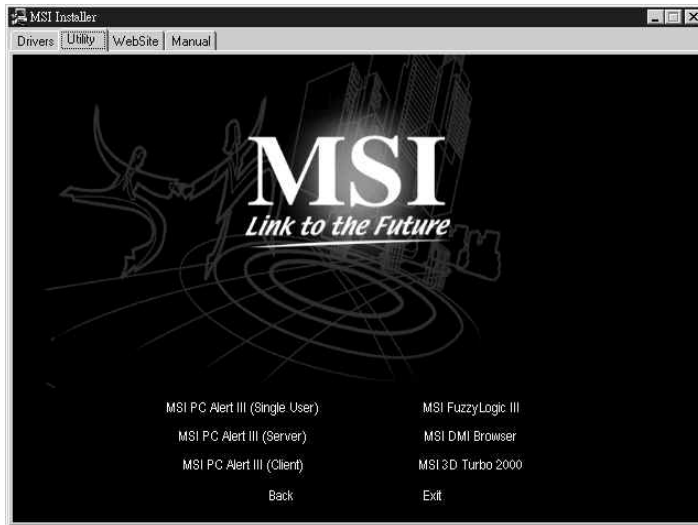 MSI Installer
Drivers Utility WebSite Manual
MSI
Link to the Future
MSI PC Alert III (Single User) MSI FuzzyLogic III
MSI PC Alert III (Server) MSI DMI Browser
MSI PC Alert III (Client) MSI 3D Turbo 2000
Back Exit